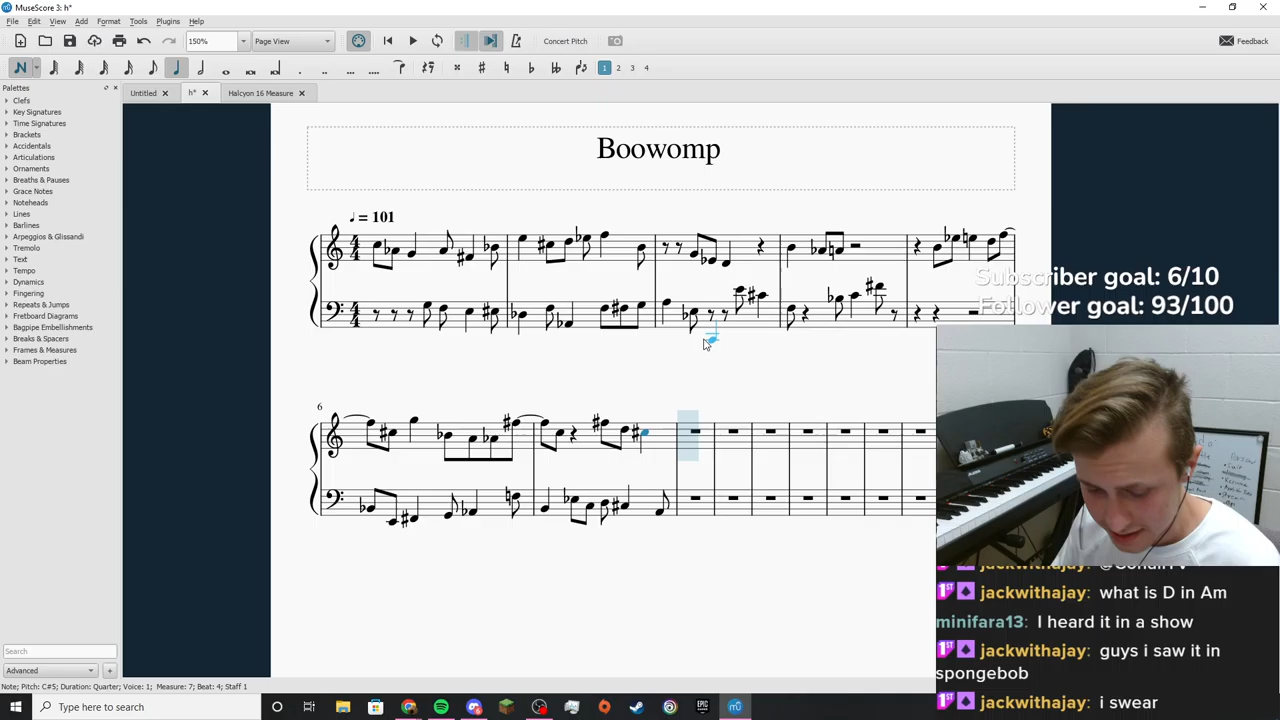 MuseScore 3: h*
File Edit View Add Format Tools Plugins Help
150% Page View Concert Pitch Feedback
1 2 3 4
Palettes
Untitled h* Halcyon 16 Measure
Clefs
Key Signatures
Time Signatures
Brackets
Accidentals
Articulations
Ornaments
Breaths & Pauses
Grace Notes
Noteheads
Lines
Barlines
Arpeggios & Glissandi
Tremolo
Text
Tempo
Dynamics
Fingering
Repeats & Jumps
Fretboard Diagrams
Bagpipe Embellishments
Breaks & Spacers
Frames & Measures
Beam Properties
Boowomp
= 101
Subscriber goal: 6/10
Follower goal: 93/100
6
jackwithajay: what is D in Am
minifara13: I heard it in a show
jackwithajay: guys i saw it in
spongebob
jackwithajay: i swear
Search
Advanced
Note; Pitch: C#5; Duration: Quarter; Voice: 1; Measure: 7; Beat: 4; Staff 1
Type here to search